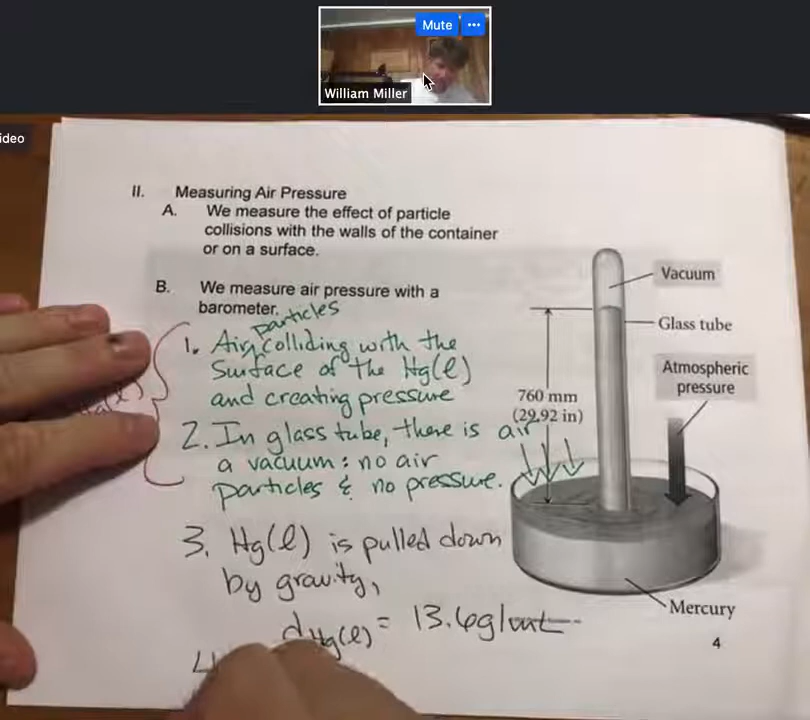 Mute ...
William Miller
ideo
II. Measuring Air Pressure
A. We measure the effect of particle
collisions with the walls of the container
or on a surface.
B. We measure air pressure with a
barometer.
particles
1. Air ^ colliding with the
surface of the Hg(l)
and creating pressure
2. In glass tube, there is
a vacuum: no air
particles & no pressure.
3. Hg(l) is pulled down
by gravity,
dHg(l) = 13.6g/
4
Vacuum
Glass tube
Atmospheric
pressure
760 mm
(29.92 in)
air
Mercury
4